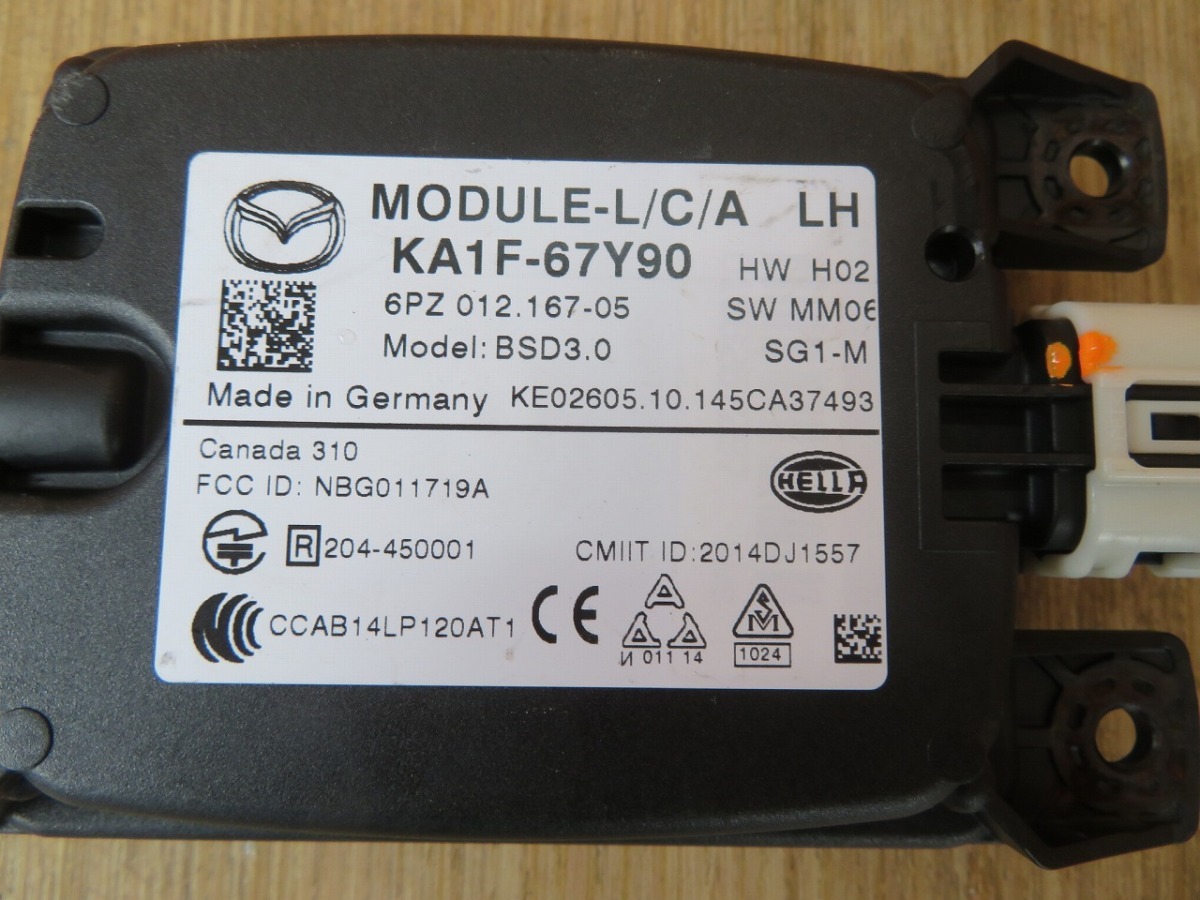 MODULE-L/C/A LH
KA1F-67Y90 HW H02
6PZ 012.167-05 SW MM06
Model: BSD3.0 SG1-M
Made in Germany KE02605.10.145CA37493
Canada 310
FCC ID: NBG011719A
HELLA
R 204-450001 CMIIT ID:2014DJ1557
CCAB14LP120AT1 CE
И 011 14 1024